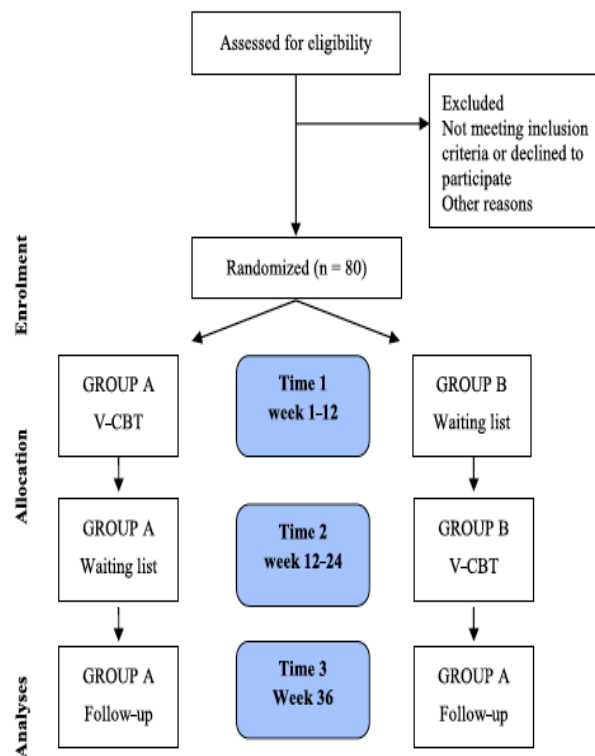 Assessed for eligibility
Excluded
Not meeting inclusion
criteria or declined to
participate
Other reasons
Enrolment
Randomized (n = 80)
GROUP A
V–CBT
Time 1
week 1–12
GROUP B
Waiting list
Allocation
GROUP A
Waiting list
Time 2
week 12–24
GROUP B
V–CBT
Analyses
GROUP A
Follow–up
Time 3
Week 36
GROUP A
Follow–up